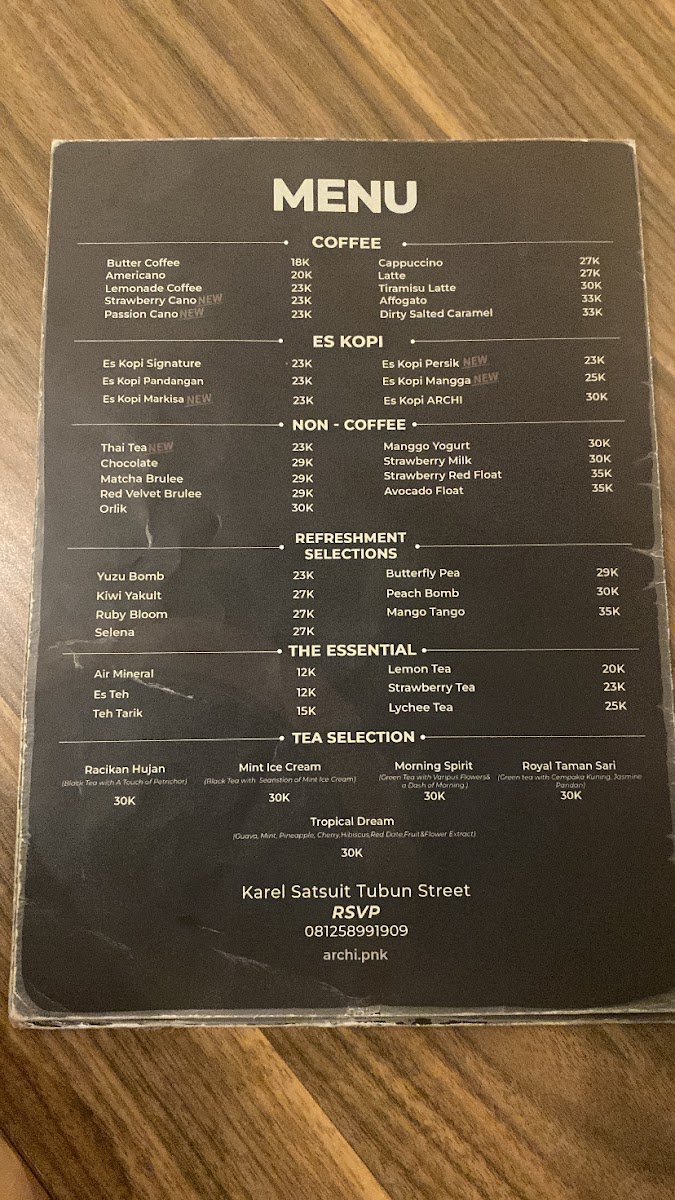 MENU
COFFEE
Butter Coffee 18K
Americano 20K
Lemonade Coffee 23K
Strawberry Cano NEW 23K
Passion Cano NEW 23K
Cappuccino 27K
Latte 27K
Tiramisu Latte 30K
Affogato 33K
Dirty Salted Caramel 33K
ES KOPI
Es Kopi Signature 23K
Es Kopi Pandangan 23K
Es Kopi Markisa NEW 23K
Es Kopi Persik NEW 23K
Es Kopi Mangga NEW 25K
Es Kopi ARCHI 30K
NON - COFFEE
Thai Tea NEW 23K
Chocolate 29K
Matcha Brulee 29K
Red Velvet Brulee 29K
Orlik 30K
Manggo Yogurt 30K
Strawberry Milk 30K
Strawberry Red Float 35K
Avocado Float 35K
REFRESHMENT
SELECTIONS
Yuzu Bomb 23K
Kiwi Yakult 27K
Ruby Bloom 27K
Selena 27K
Butterfly Pea 29K
Peach Bomb 30K
Mango Tango 35K
THE ESSENTIAL
Air Mineral 12K
Es Teh 12K
Teh Tarik 15K
Lemon Tea 20K
Strawberry Tea 23K
Lychee Tea 25K
TEA SELECTION
Racikan Hujan
(Black Tea with A Touch of Petrichor)
30K
Mint Ice Cream
(Black Tea with Seanstion of Mint Ice Cream)
30K
Morning Spirit
(Green Tea with Varipus Flowers&
a Dash of Morning )
30K
Royal Taman Sari
(Green tea with Cempaka Kuning, Jasmine
Pandan)
30K
Tropical Dream
(Guava, Mint, Pineapple, Cherry,Hibiscus,Red Date,Fruit&Flower Extract)
30K
Karel Satsuit Tubun Street
RSVP
081258991909
archi.pnk